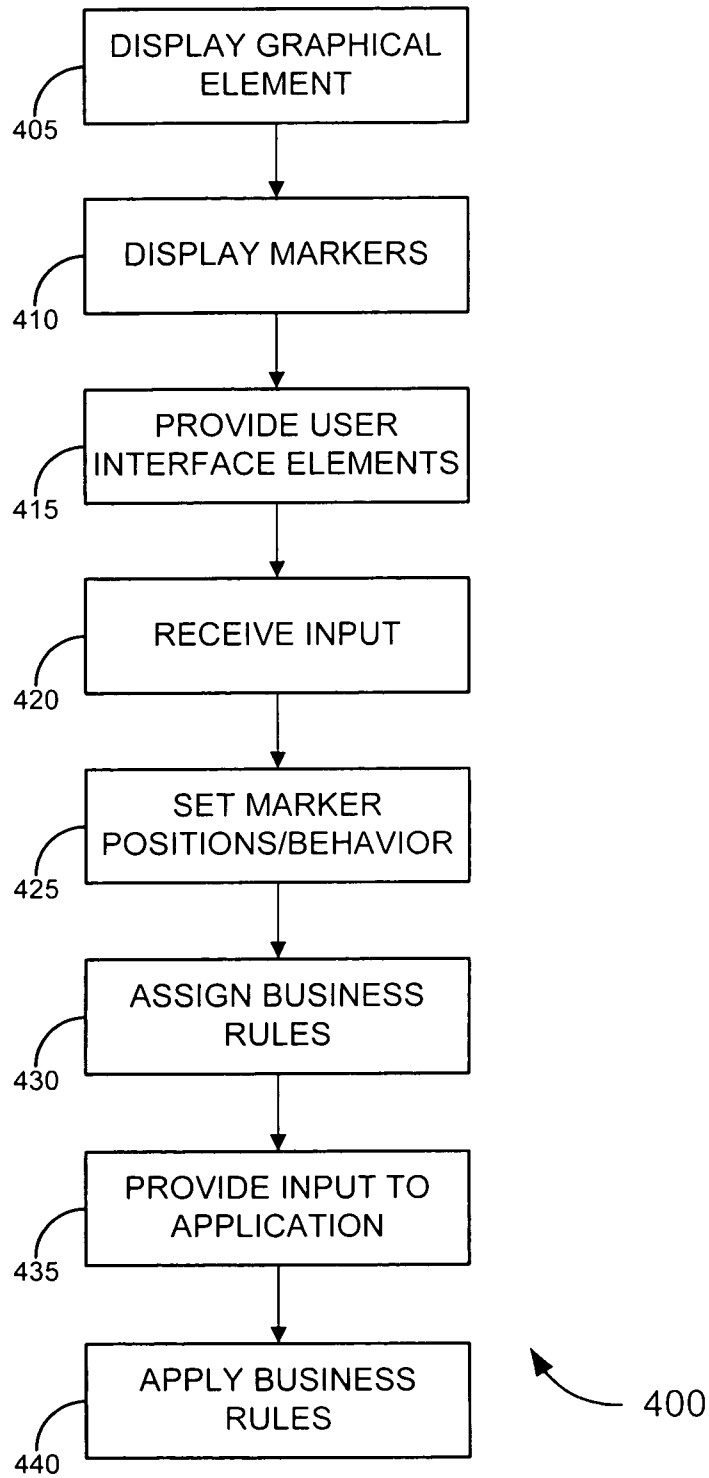 DISPLAY GRAPHICAL
ELEMENT
405
DISPLAY MARKERS
410
PROVIDE USER
INTERFACE ELEMENTS
415
RECEIVE INPUT
420
SET MARKER
POSITIONS/BEHAVIOR
425
ASSIGN BUSINESS
RULES
430
PROVIDE INPUT TO
APPLICATION
435
APPLY BUSINESS
RULES
440
400